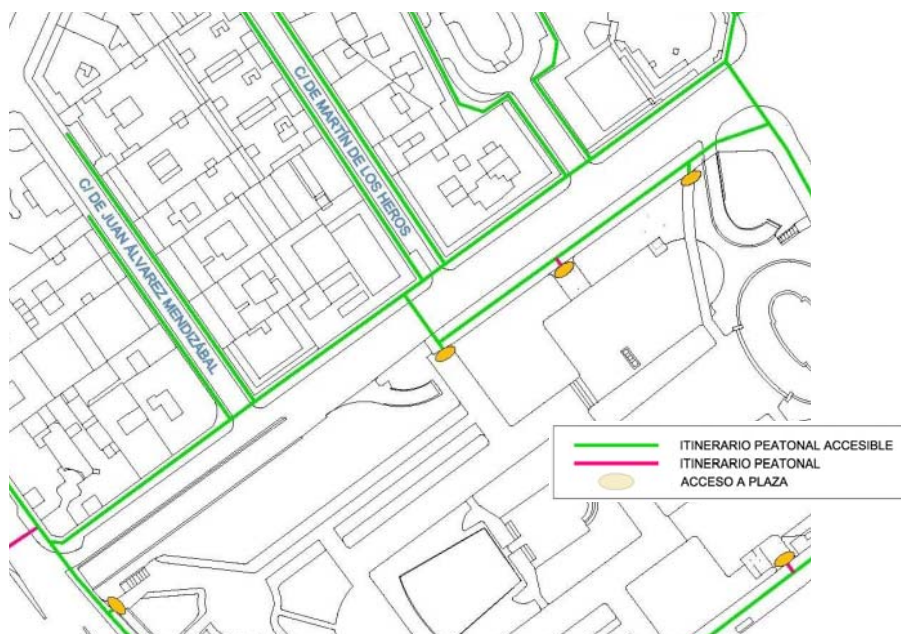 C/ DE MARTÍN DE LOS HEROS
C/ DE JUAN ÁLVAREZ MENDIZÁBAL
ITINERARIO PEATONAL ACCESIBLE
ITINERARIO PEATONAL
ACCESO A PLAZA